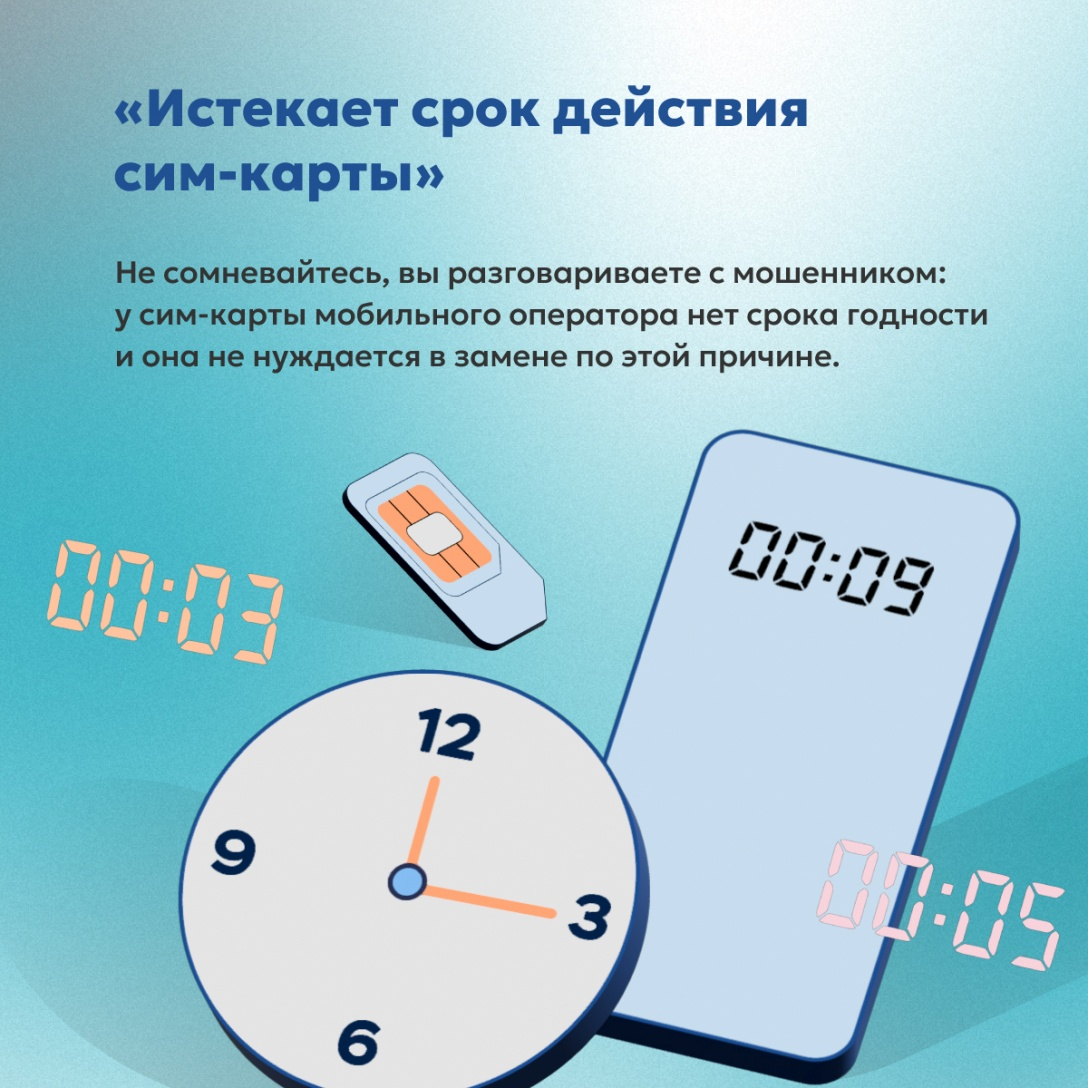 «Истекает срок действия
сим-карты»
Не сомневайтесь, вы разговариваете с мошенником:
у сим-карты мобильного оператора нет срока годности
и она не нуждается в замене по этой причине.
00:09
00:03
12
9
3
6
00:05